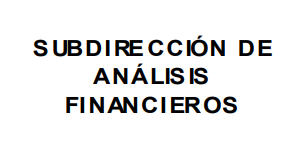 SUBDIRECCIÓN DE
ANÁLISIS
FINANCIEROS